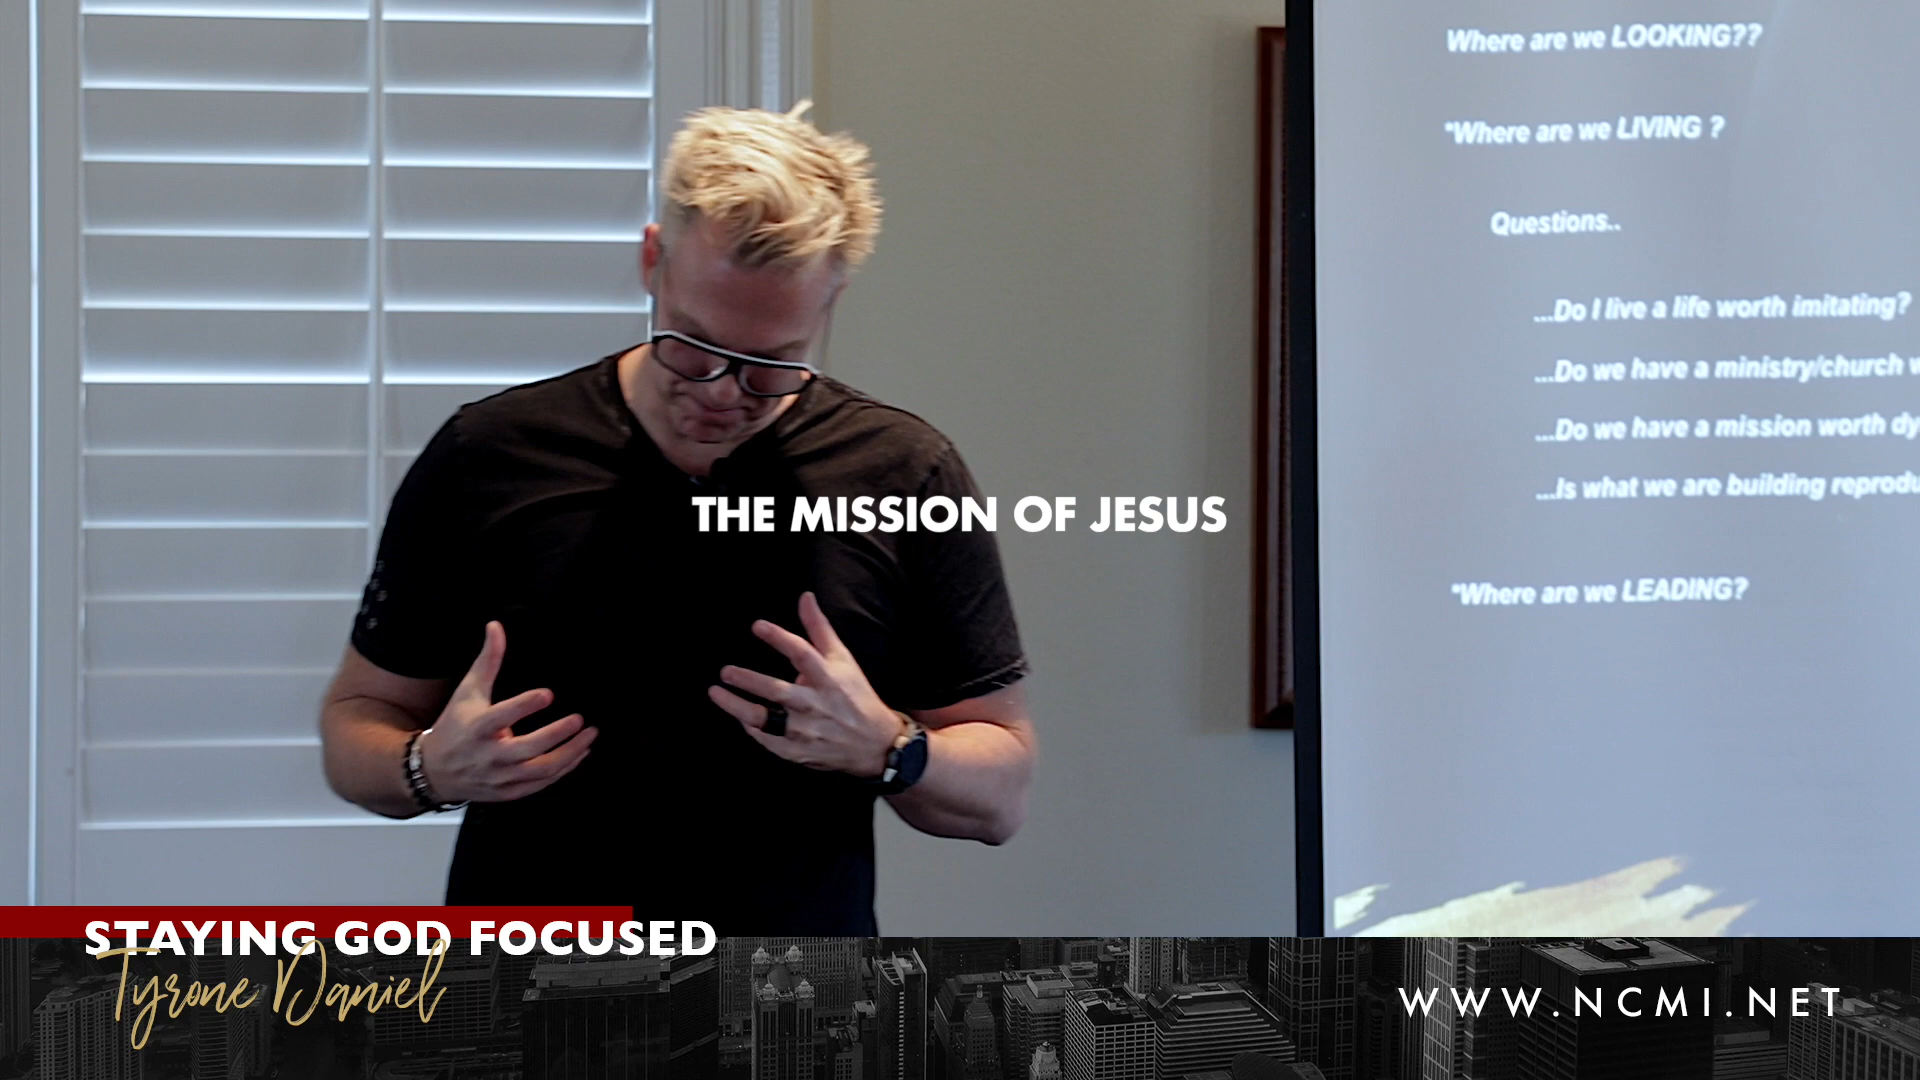 Where are we LOOKING??
*Where are we LIVING ?
Questions..
...Do I live a life worth imitating?
...Do we have a ministry/church
...Do we have a mission worth
...Is what we are building
*Where are we LEADING?
THE MISSION OF JESUS
STAYING GOD FOCUSED
Tyrone Daniel
WWW.NCMI.NET